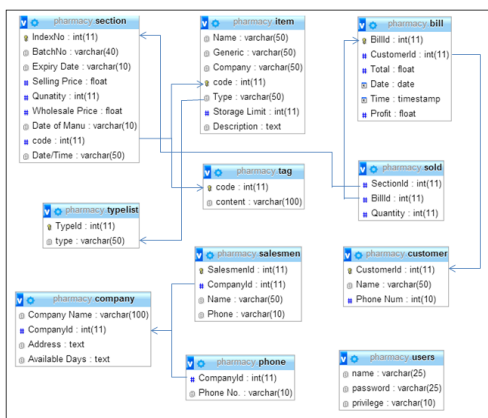 pharmacy section
IndexNo : int(11)
BatchNo : varchar(40)
Expiry Date : varchar(10)
Selling Price : float
Qunatity : int(11)
Wholesale Price : float
Date of Manu : varchar(10)
code : int(11)
Date/Time : varchar(50)
pharmacy item
Name : varchar(50)
Generic : varchar(50)
Company : varchar(50)
code : int(11)
Type : varchar(50)
Storage Limit : int(11)
Description : text
pharmacy bill
BillId : int(11)
CustomerId : int(11)
Total : float
Date : date
Time : timestamp
Profit : float
pharmacy tag
code : int(11)
content : varchar(100)
pharmacy sold
SectionId : int(11)
BillId : int(11)
Quantity : int(11)
pharmacy typelist
TypeId : int(11)
type : varchar(50)
pharmacy salesmen
SalesmenId : int(11)
CompanyId : int(11)
Name : varchar(50)
Phone : varchar(10)
pharmacy customer
CustomerId : int(11)
Name : varchar(50)
Phone Num : int(10)
pharmacy company
Company Name : varchar(100)
CompanyId : int(11)
Address : text
Available Days : text
pharmacy phone
CompanyId : int(11)
Phone No. : varchar(10)
pharmacy users
name : varchar(25)
password : varchar(25)
privilege : varchar(10)